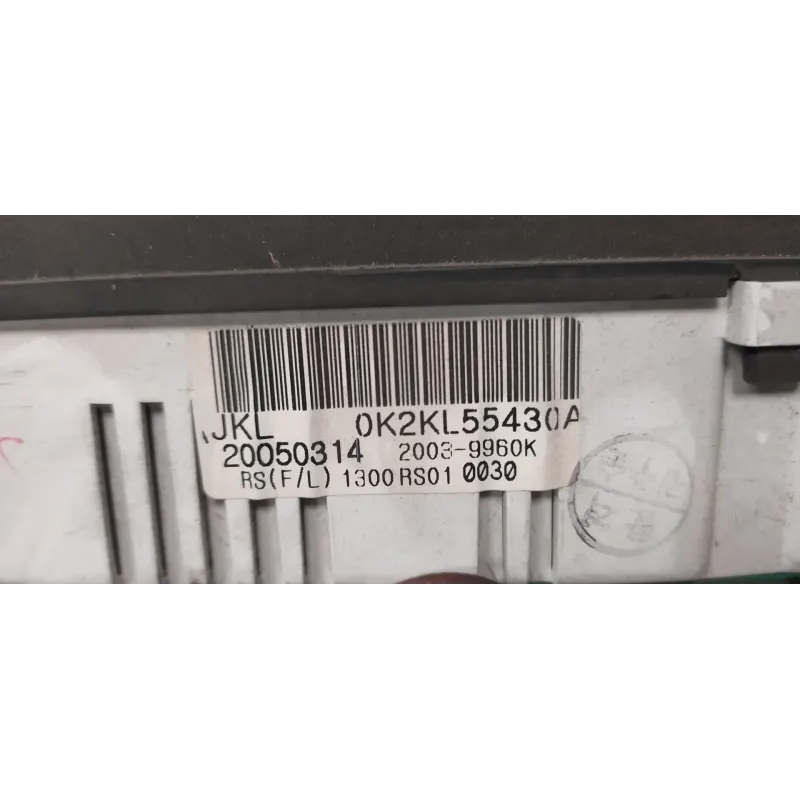 JKL 0K2KL55430A
20050314 2003-9960K
RS(F/L) 1300 RS01 0030